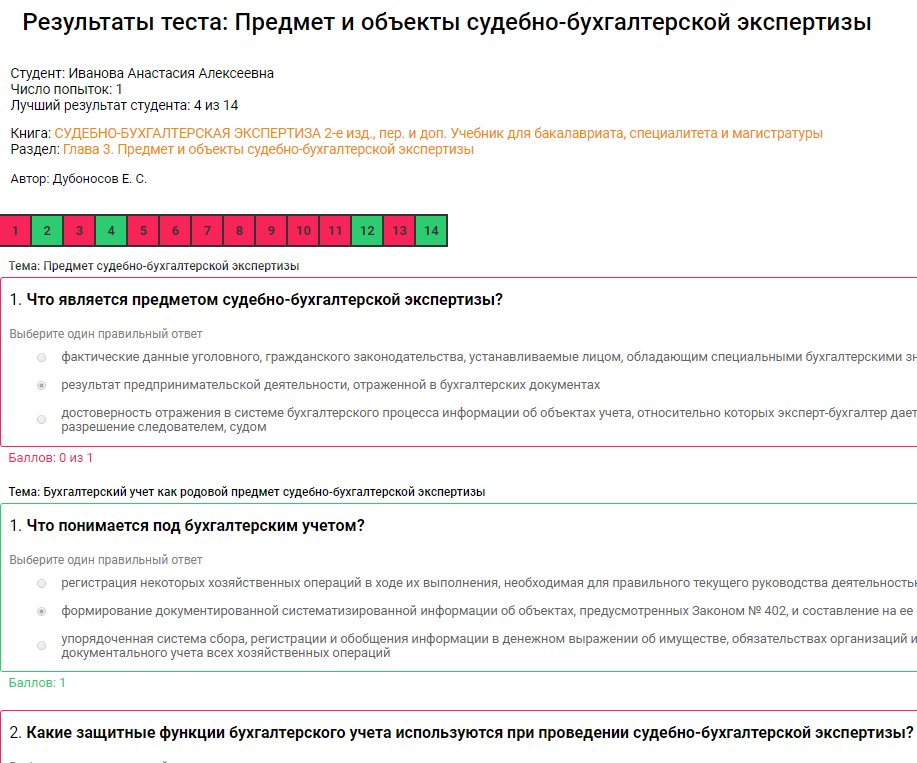 Результаты теста: Предмет и объекты судебно-бухгалтерской экспертизы
Студент: Иванова Анастасия Алексеевна
Число попыток: 1
Лучший результат студента: 4 из 14
Книга: СУДЕБНО-БУХГАЛТЕРСКАЯ ЭКСПЕРТИЗА 2-е изд., пер. и доп. Учебник для бакалавриата, специалитета и магистратуры
Раздел: Глава 3. Предмет и объекты судебно-бухгалтерской экспертизы
Автор: Дубоносов Е. С.
1 2 3 4 5 6 7 8 9 10 11 12 13 14
Тема: Предмет судебно-бухгалтерской экспертизы
1. Что является предметом судебно-бухгалтерской экспертизы?
Выберите один правильный ответ
фактические данные уголовного, гражданского законодательства, устанавливаемые лицом, обладающим специальными бухгалтерскими зн
результат предпринимательской деятельности, отраженной в бухгалтерских документах
достоверность отражения в системе бухгалтерского процесса информации об объектах учета, относительно которых эксперт-бухгалтер дает
разрешение следователем, судом
Баллов: 0 из 1
Тема: Бухгалтерский учет как родовой предмет судебно-бухгалтерской экспертизы
1. Что понимается под бухгалтерским учетом?
Выберите один правильный ответ
регистрация некоторых хозяйственных операций в ходе их выполнения, необходимая для правильного текущего руководства деятельность
формирование документированной систематизированной информации об объектах, предусмотренных Законом № 402, и составление на ее
упорядоченная система сбора, регистрации и обобщения информации в денежном выражении об имуществе, обязательствах организаций и
документального учета всех хозяйственных операций
Баллов: 1
2. Какие защитные функции бухгалтерского учета используются при проведении судебно-бухгалтерской экспертизы?